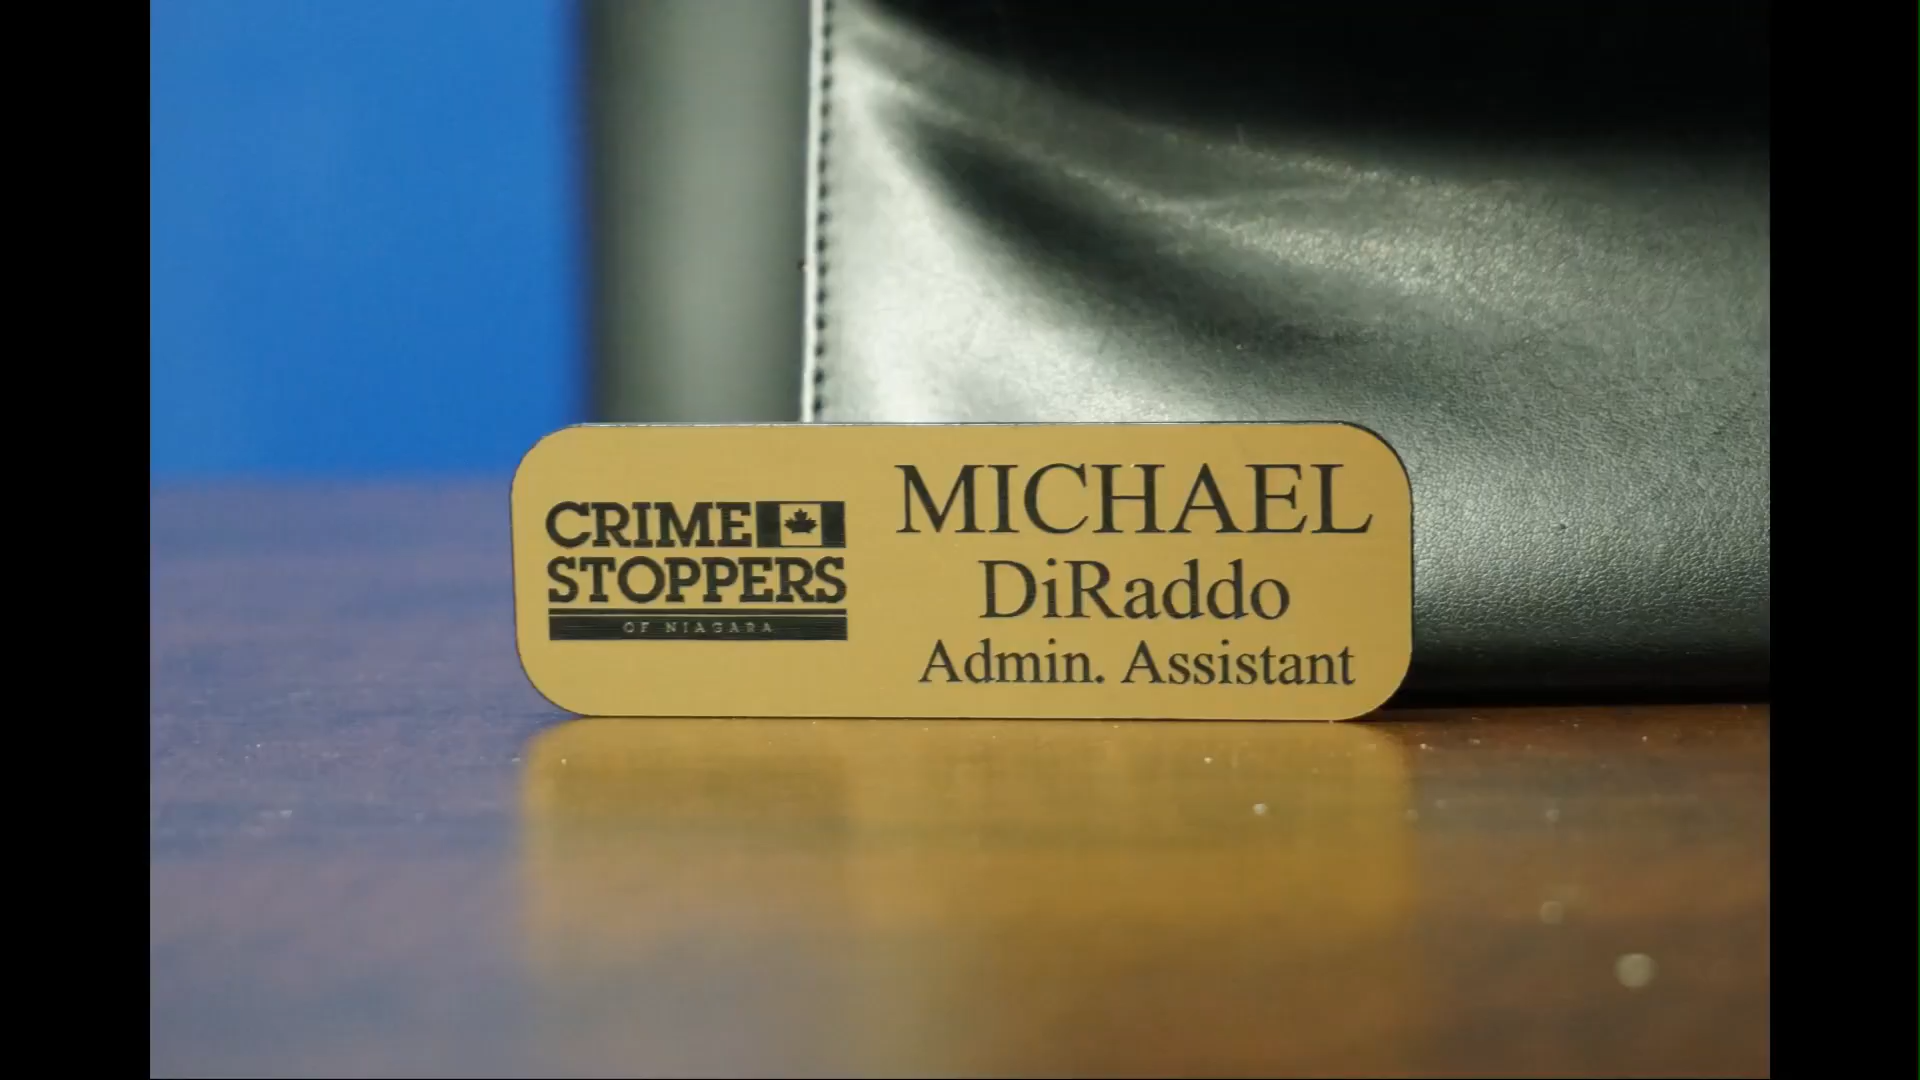 CRIME
STOPPERS
OF NIAGARA
MICHAEL
DiRaddo
Admin. Assistant